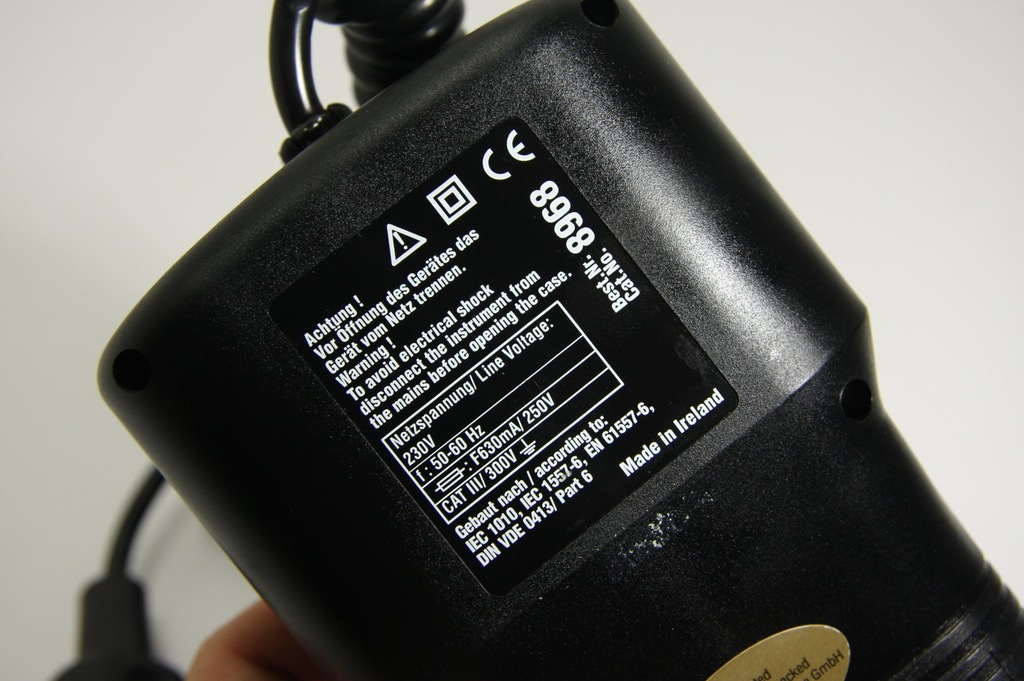 CE
Achtung !
Vor Öffnung des Gerätes das
Gerät vom Netz trennen.
Warning !
To avoid electrical shock
disconnect the instrument from
the mains before opening the case.
Best.Nr. 8968
Cat.No.
Netzspannung/ Line Voltage:
230V
f : 50-60 Hz
: F630mA/ 250V
CAT III/ 300V
Gebaut nach / according to:
IEC 1010, IEC 1557-6, EN 61557-6,
DIN VDE 0413/ Part 6
Made in Ireland
GmbH